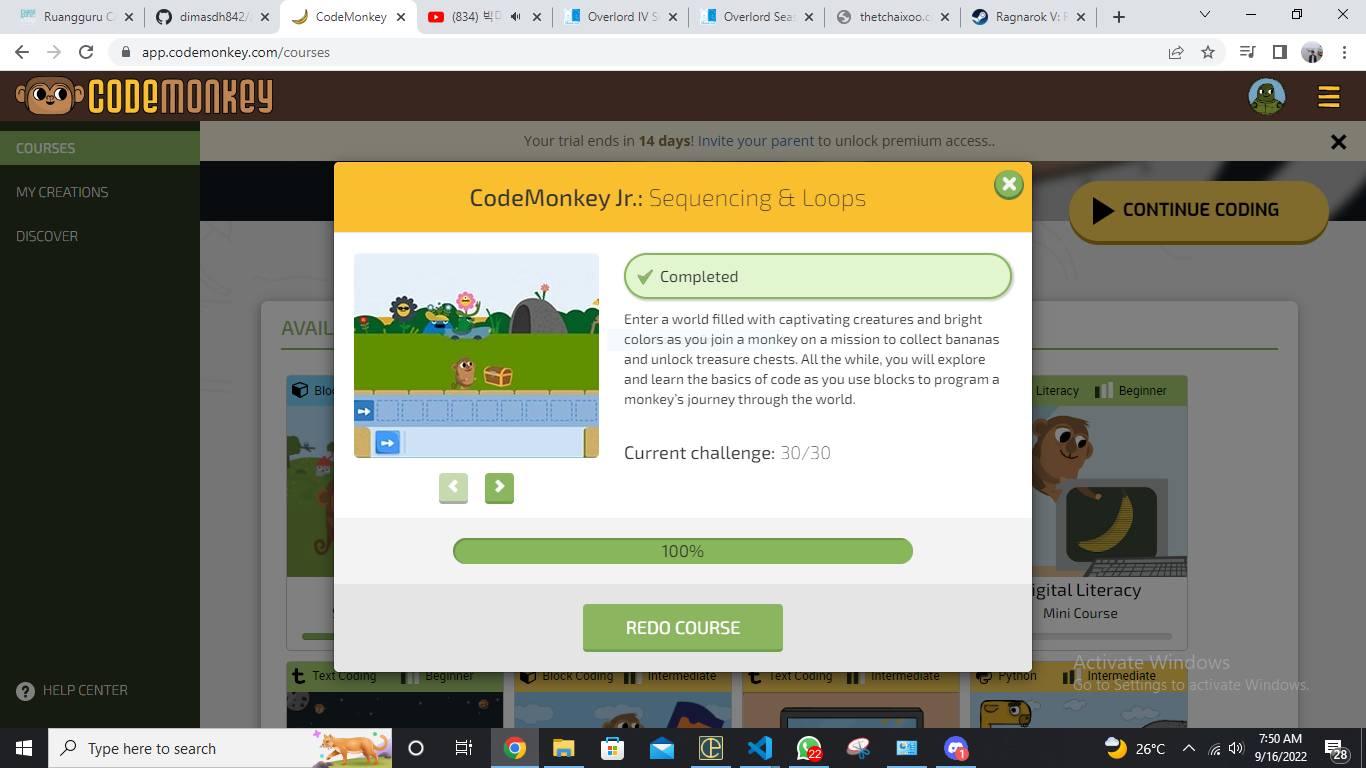 Ruangguru C
dimasdh842/
CodeMonkey
(834) 빅
Overlord IV S
Overlord Sea
thetchaixoo.c
Ragnarok V: F
app.codemonkey.com/courses
CODEMONKEY
Your trial ends in 14 days! Invite your parent to unlock premium access..
COURSES
MY CREATIONS
DISCOVER
CONTINUE CODING
CodeMonkey Jr.: Sequencing & Loops
Completed
Enter a world filled with captivating creatures and bright
colors as you join a monkey on a mission to collect bananas
and unlock treasure chests. All the while, you will explore
and learn the basics of code as you use blocks to program a
monkey's journey through the world.
Current challenge: 30/30
100%
REDO COURSE
AVAIL
Blo
Literacy
Beginner
igital Literacy
Mini Course
t Text Coding
Beginner
Block Coding
Intermediate
t Text Coding
Intermediate
Python
Intermediate
? HELP CENTER
Activate Windows
Go to Settings to activate Windows.
Type here to search
22
1
26°C
7:50 AM
9/16/2022
28